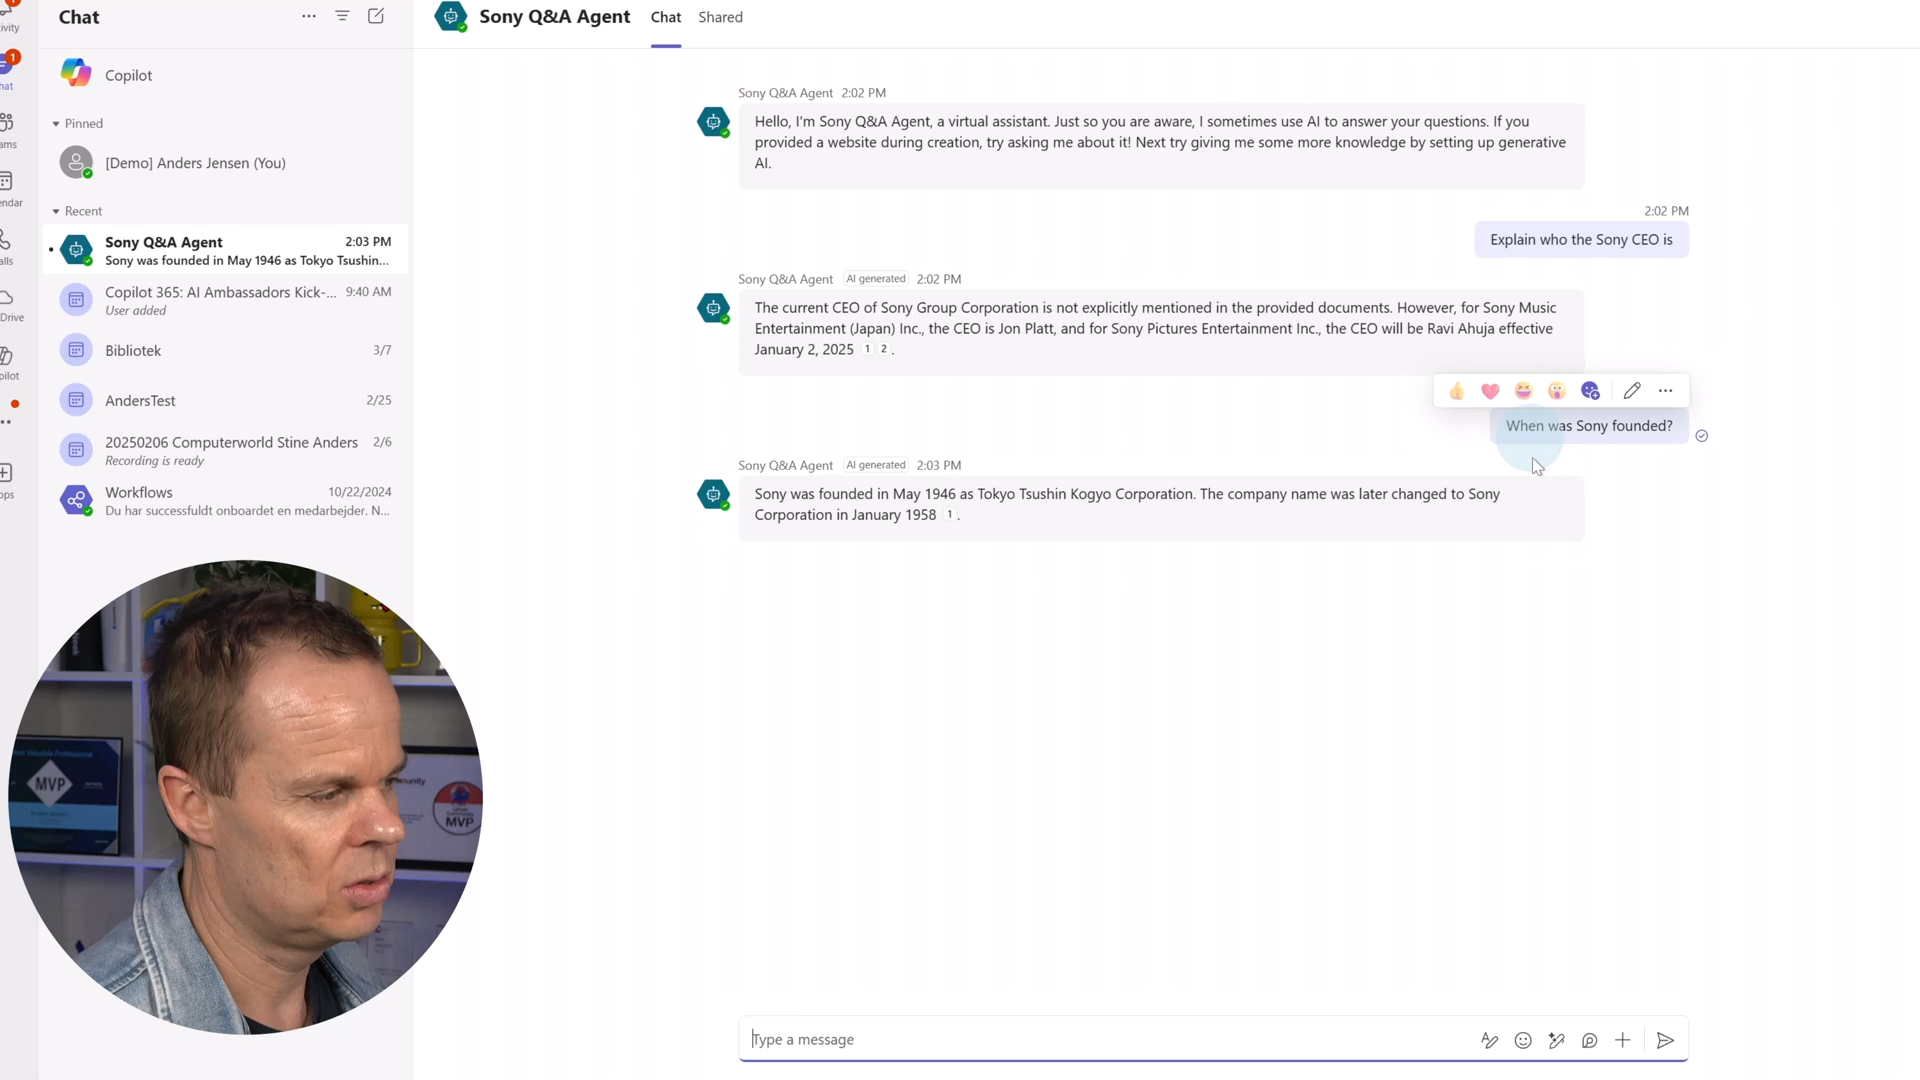 Chat
Sony Q&A Agent
Chat
Shared
ivity
1
hat
ams
endar
alls
Drive
pilot
ops
Copilot
Pinned
[Demo] Anders Jensen (You)
Recent
Sony Q&A Agent 2:03 PM
Sony was founded in May 1946 as Tokyo Tsushin...
Copilot 365: AI Ambassadors Kick-... 9:40 AM
User added
Bibliotek 3/7
AndersTest 2/25
20250206 Computerworld Stine Anders 2/6
Recording is ready
Workflows 10/22/2024
Du har successfuldt onboardet en medarbejder. N...
Sony Q&A Agent 2:02 PM
Hello, I'm Sony Q&A Agent, a virtual assistant. Just so you are aware, I sometimes use AI to answer your questions. If you
provided a website during creation, try asking me about it! Next try giving me some more knowledge by setting up generative
AI.
2:02 PM
Explain who the Sony CEO is
Sony Q&A Agent AI generated 2:02 PM
The current CEO of Sony Group Corporation is not explicitly mentioned in the provided documents. However, for Sony Music
Entertainment (Japan) Inc., the CEO is Jon Platt, and for Sony Pictures Entertainment Inc., the CEO will be Ravi Ahuja effective
January 2, 2025 1 2 .
When was Sony founded?
Sony Q&A Agent AI generated 2:03 PM
Sony was founded in May 1946 as Tokyo Tsushin Kogyo Corporation. The company name was later changed to Sony
Corporation in January 1958 1 .
Type a message
MVP
MVP